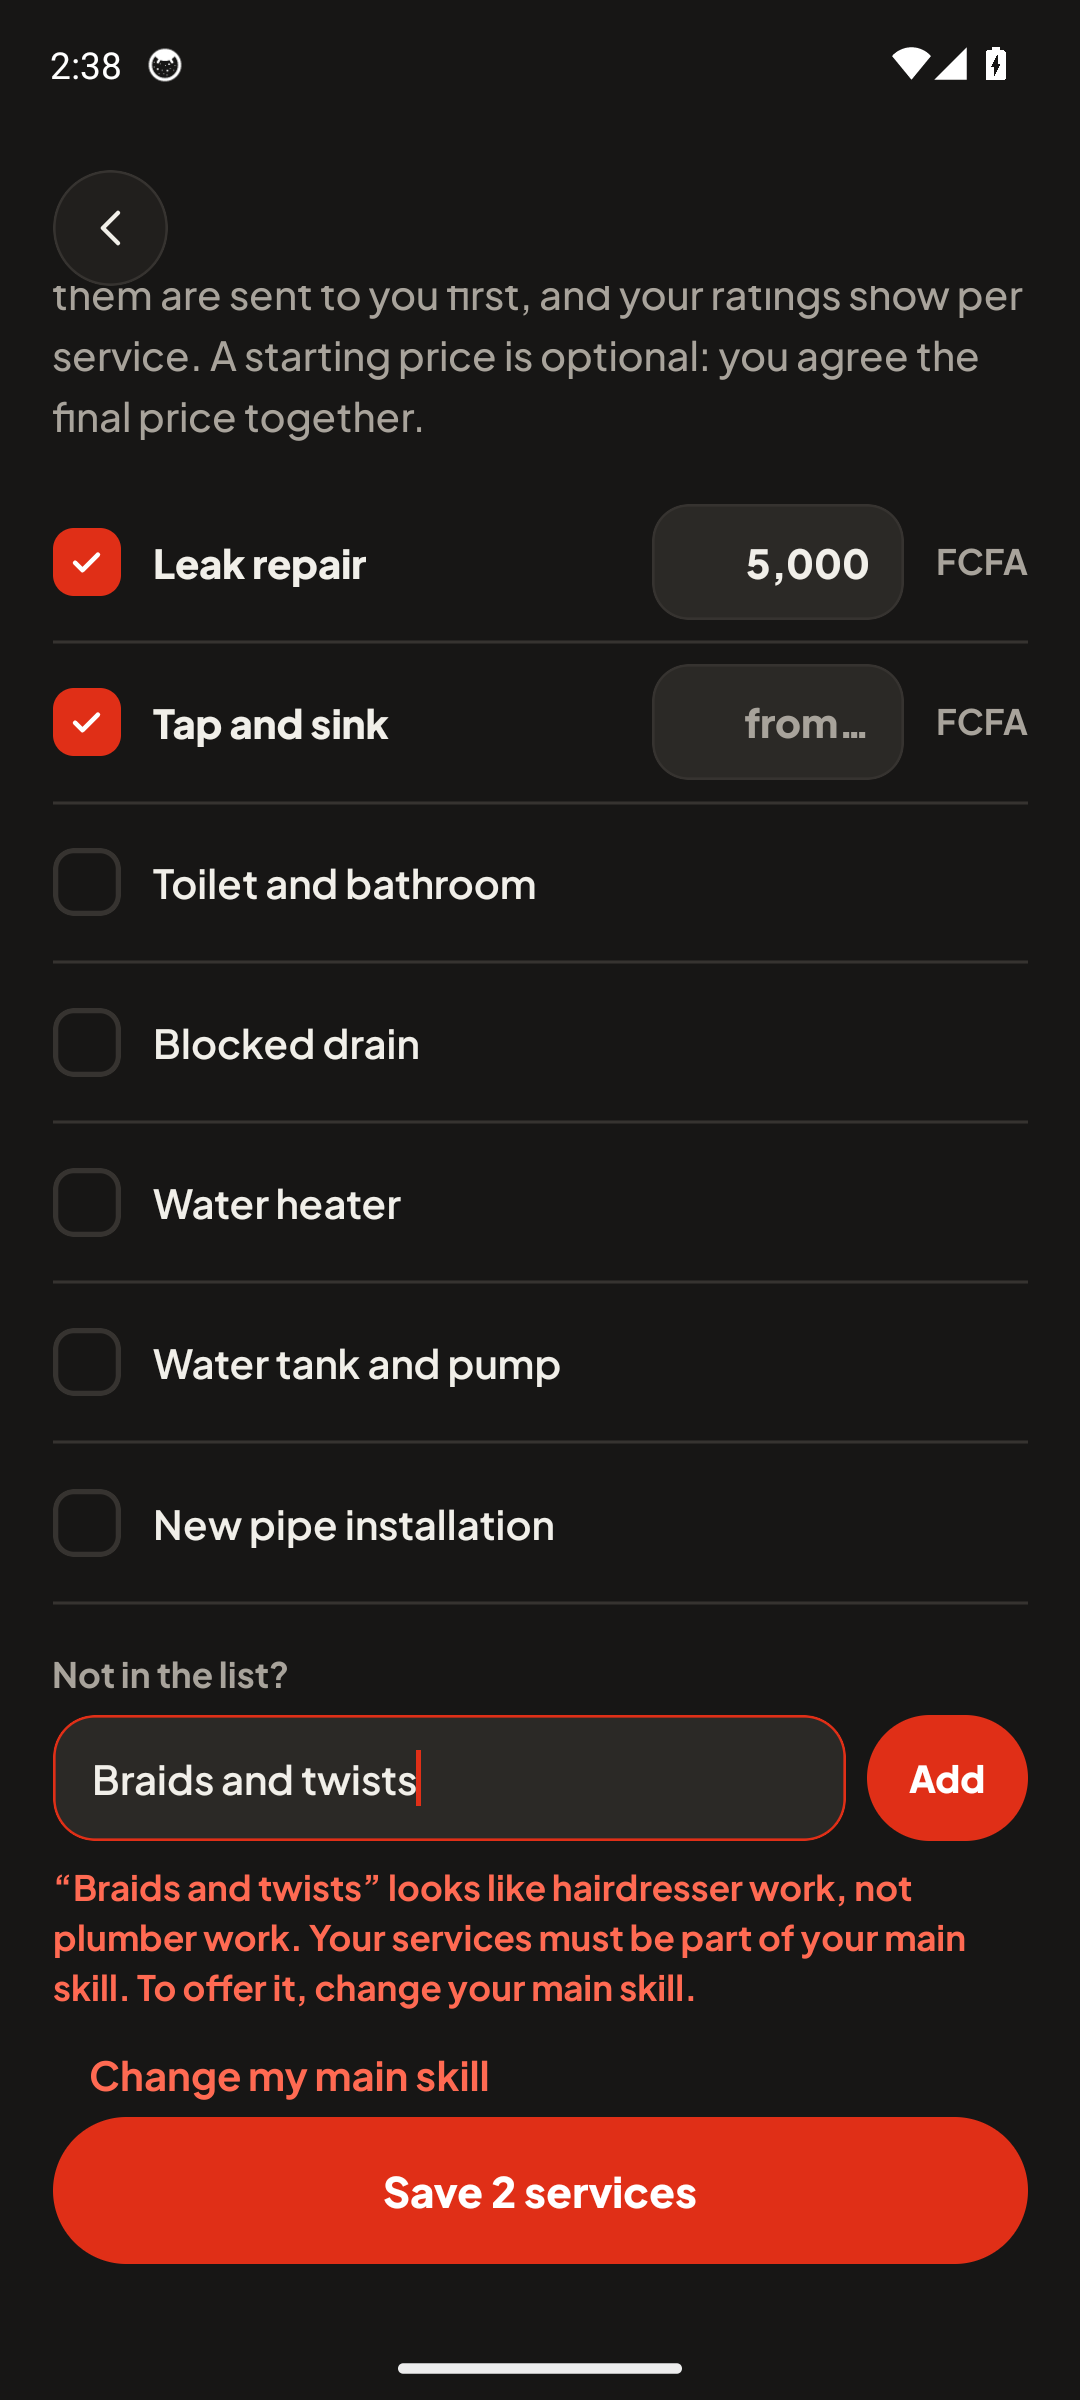 2:38
them are sent to you first, and your ratings show per
service. A starting price is optional: you agree the
final price together.
Leak repair 5,000 FCFA
Tap and sink from... FCFA
Toilet and bathroom
Blocked drain
Water heater
Water tank and pump
New pipe installation
Not in the list?
Braids and twists Add
“Braids and twists” looks like hairdresser work, not
plumber work. Your services must be part of your main
skill. To offer it, change your main skill.
Change my main skill
Save 2 services